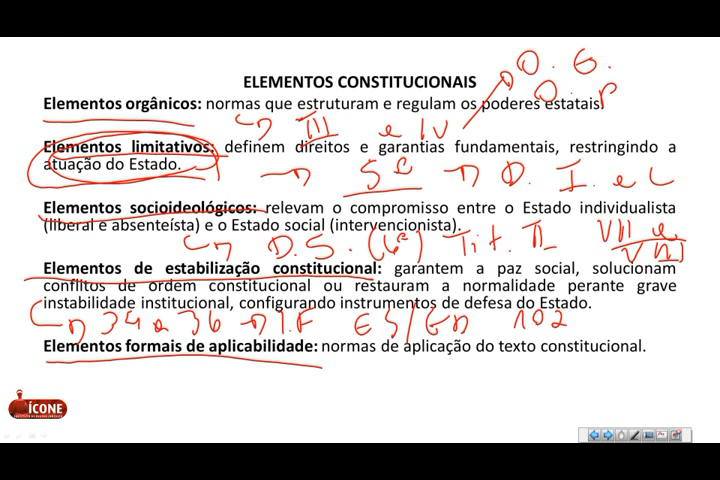 ELEMENTOS CONSTITUCIONAIS
O. G.
Elementos orgânicos: normas que estruturam e regulam os poderes estatais.
O. P
III e IV
Elementos limitativos: definem direitos e garantias fundamentais, restringindo a
atuação do Estado.
5º D. I. e C
Elementos socioideológicos: relevam o compromisso entre o Estado individualista
(liberal e absenteísta) e o Estado social (intervencionista).
D.S. (6º) Tit. II VII e
VIII
Elementos de estabilização constitucional: garantem a paz social, solucionam
conflitos de ordem constitucional ou restauram a normalidade perante grave
instabilidade institucional, configurando instrumentos de defesa do Estado.
34 a 36 I.F ES/ED 102
Elementos formais de aplicabilidade: normas de aplicação do texto constitucional.
ÍCONE